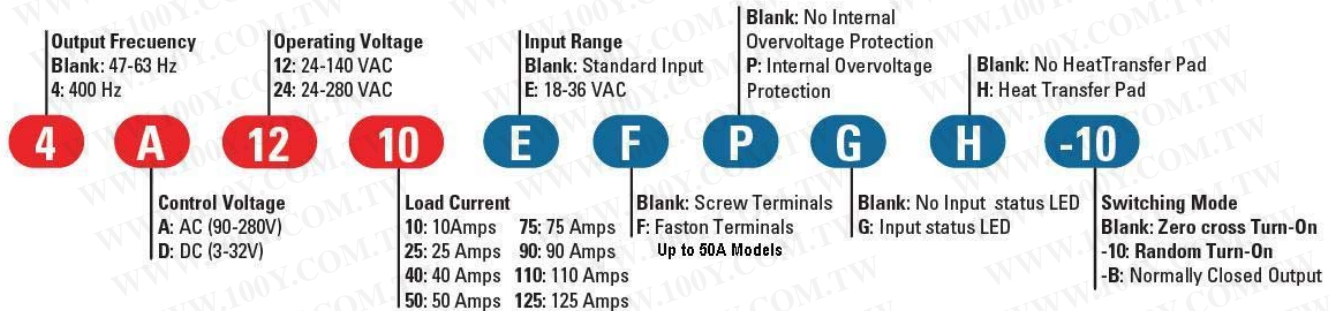 Output Frecuency
Blank: 47-63 Hz
4: 400 Hz
Operating Voltage
12: 24-140 VAC
24: 24-280 VAC
Input Range
Blank: Standard Input
E: 18-36 VAC
Blank: No Internal
Overvoltage Protection
P: Internal Overvoltage
Protection
Blank: No HeatTransfer Pad
H: Heat Transfer Pad
4 A 12 10 E F P G H -10
Control Voltage
A: AC (90-280V)
D: DC (3-32V)
Load Current
10: 10Amps 75: 75 Amps
25: 25 Amps 90: 90 Amps
40: 40 Amps 110: 110 Amps
50: 50 Amps 125: 125 Amps
Blank: Screw Terminals
F: Faston Terminals
Up to 50A Models
Blank: No Input status LED
G: Input status LED
Switching Mode
Blank: Zero cross Turn-On
-10: Random Turn-On
-B: Normally Closed Output
WWW.100Y.COM.TW